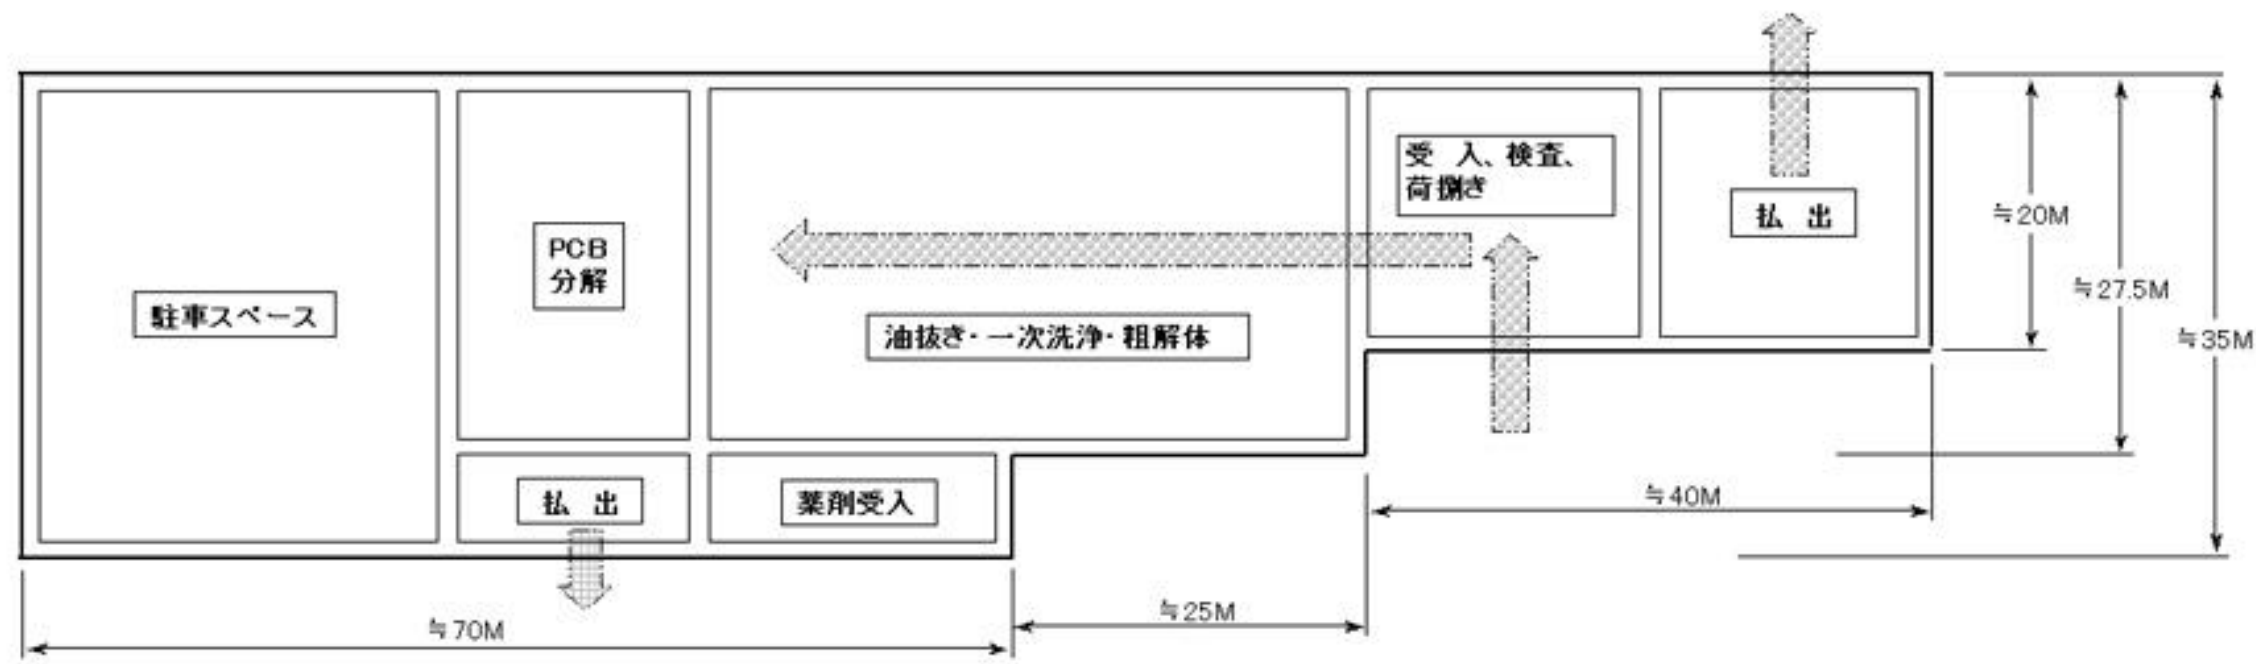 受 入、検査、
荷捌き
払 出
≒20M
PCB
分解
≒27.5M
駐車スペース
油抜き・一次洗浄・粗解体
≒35M
払 出
薬剤受入
≒40M
≒25M
≒70M